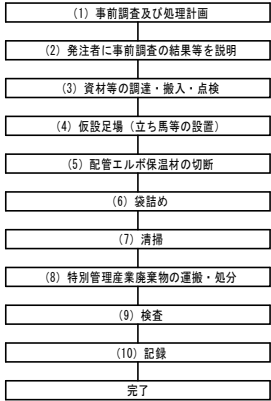 (1) 事前調査及び処理計画
(2) 発注者に事前調査の結果等を説明
(3) 資材等の調達・搬入・点検
(4) 仮設足場（立ち馬等の設置）
(5) 配管エルボ保温材の切断
(6) 袋詰め
(7) 清掃
(8) 特別管理産業廃棄物の運搬・処分
(9) 検査
(10) 記録
完了